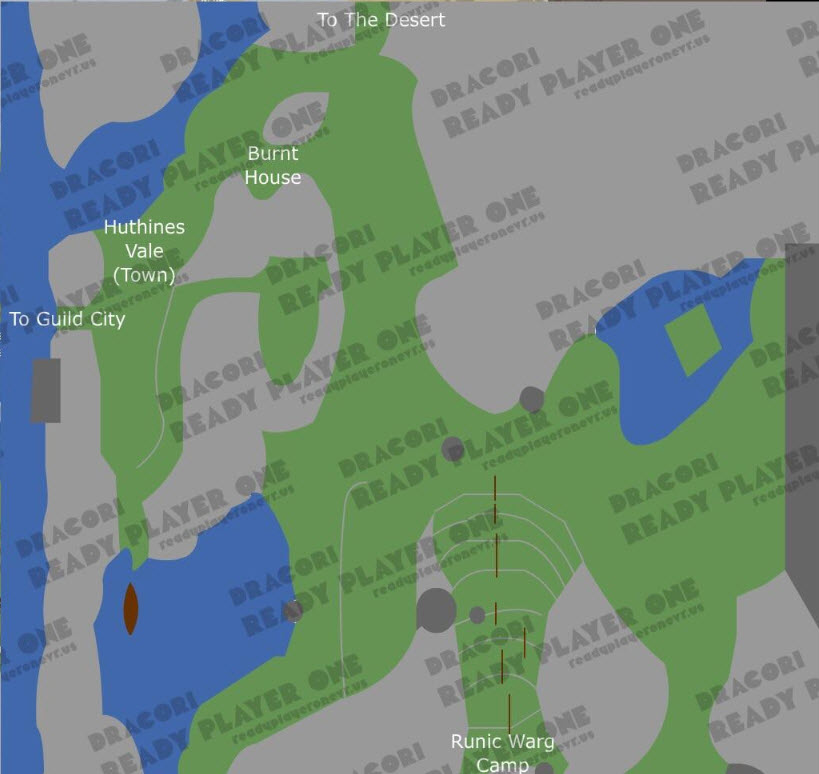 To The Desert
Burnt
House
Huthines
Vale
(Town)
To Guild City
Runic Warg
Camp
DRACORI
READY PLAYER ONE
readyplayeronevr.us